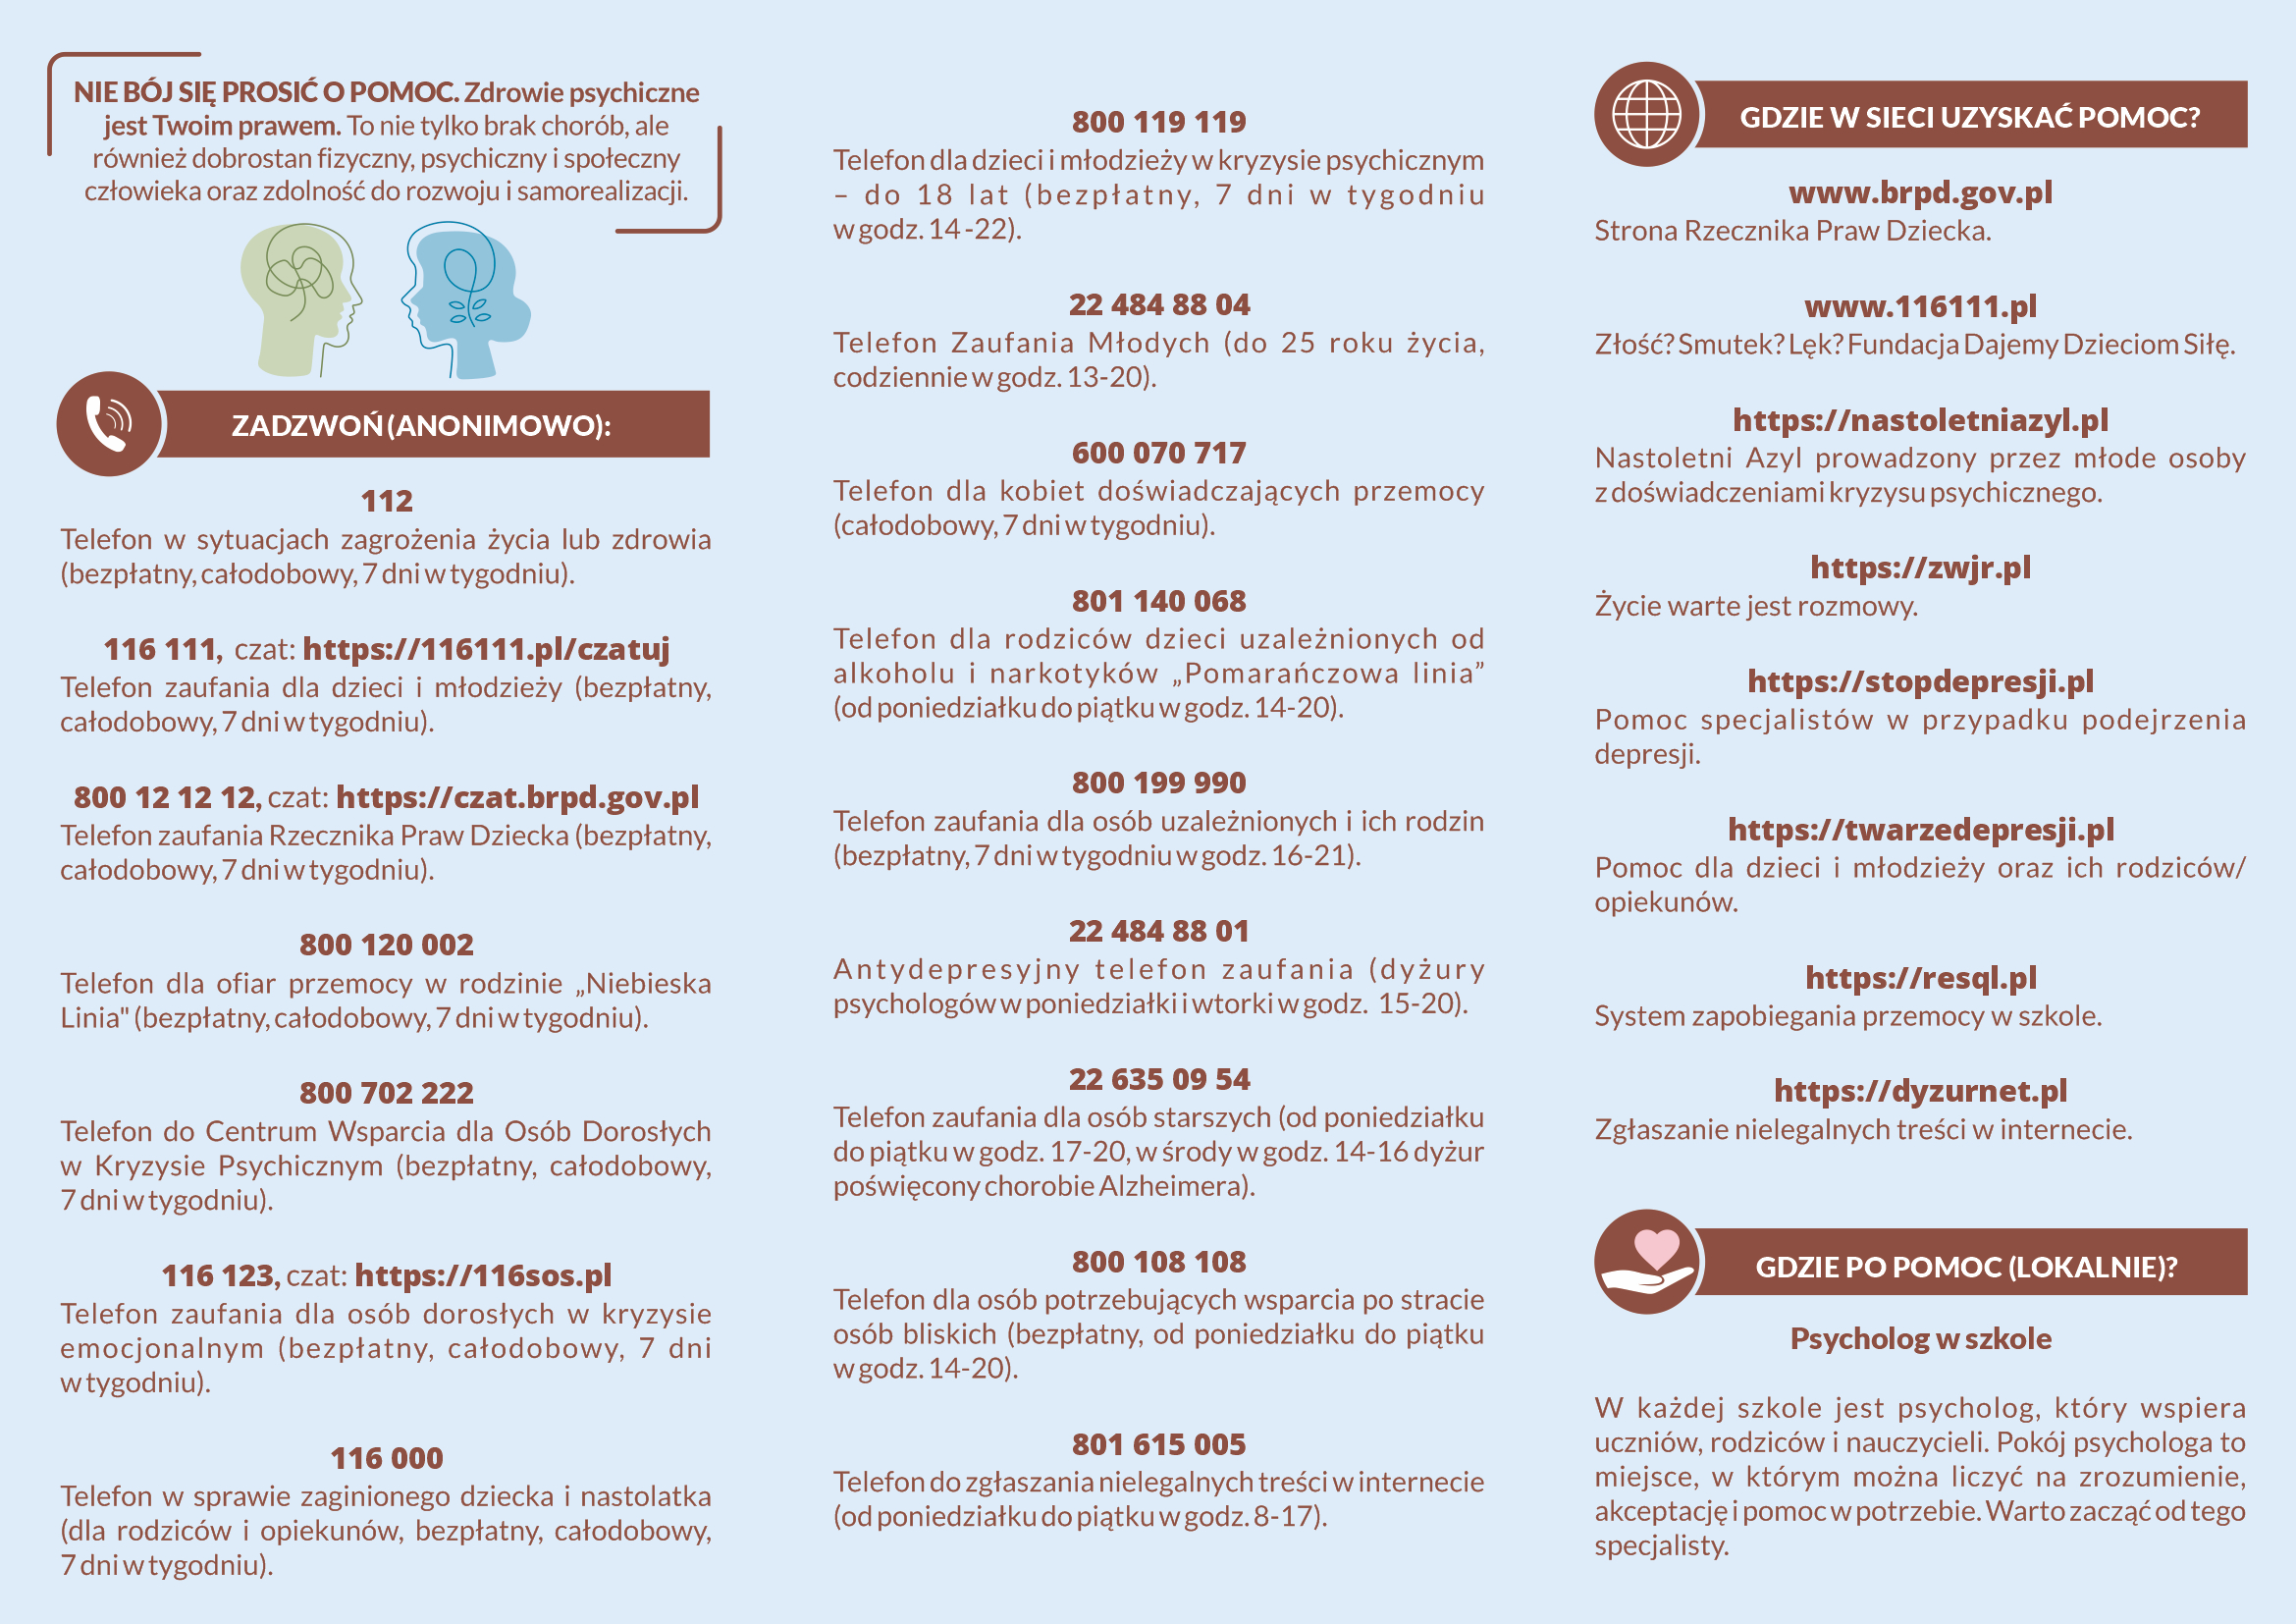 NIE BÓJ SIĘ PROSIĆ O POMOC. Zdrowie psychiczne
jest Twoim prawem. To nie tylko brak chorób, ale
również dobrostan fizyczny, psychiczny i społeczny
człowieka oraz zdolność do rozwoju i samorealizacji.
ZADZWOŃ (ANONIMOWO):
112
Telefon w sytuacjach zagrożenia życia lub zdrowia
(bezpłatny, całodobowy, 7 dni w tygodniu).
116 111, czat: https://116111.pl/czatuj
Telefon zaufania dla dzieci i młodzieży (bezpłatny,
całodobowy, 7 dni w tygodniu).
800 12 12 12, czat: https://czat.brpd.gov.pl
Telefon zaufania Rzecznika Praw Dziecka (bezpłatny,
całodobowy, 7 dni w tygodniu).
800 120 002
Telefon dla ofiar przemocy w rodzinie „Niebieska
Linia" (bezpłatny, całodobowy, 7 dni w tygodniu).
800 702 222
Telefon do Centrum Wsparcia dla Osób Dorosłych
w Kryzysie Psychicznym (bezpłatny, całodobowy,
7 dni w tygodniu).
116 123, czat: https://116sos.pl
Telefon zaufania dla osób dorosłych w kryzysie
emocjonalnym (bezpłatny, całodobowy, 7 dni
w tygodniu).
116 000
Telefon w sprawie zaginionego dziecka i nastolatka
(dla rodziców i opiekunów, bezpłatny, całodobowy,
7 dni w tygodniu).
800 119 119
Telefon dla dzieci i młodzieży w kryzysie psychicznym
– do 18 lat (bezpłatny, 7 dni w tygodniu
w godz. 14 -22).
22 484 88 04
Telefon Zaufania Młodych (do 25 roku życia,
codziennie w godz. 13-20).
600 070 717
Telefon dla kobiet doświadczających przemocy
(całodobowy, 7 dni w tygodniu).
801 140 068
Telefon dla rodziców dzieci uzależnionych od
alkoholu i narkotyków „Pomarańczowa linia”
(od poniedziałku do piątku w godz. 14-20).
800 199 990
Telefon zaufania dla osób uzależnionych i ich rodzin
(bezpłatny, 7 dni w tygodniu w godz. 16-21).
22 484 88 01
Antydepresyjny telefon zaufania (dyżury
psychologów w poniedziałki i wtorki w godz. 15-20).
22 635 09 54
Telefon zaufania dla osób starszych (od poniedziałku
do piątku w godz. 17-20, w środy w godz. 14-16 dyżur
poświęcony chorobie Alzheimera).
800 108 108
Telefon dla osób potrzebujących wsparcia po stracie
osób bliskich (bezpłatny, od poniedziałku do piątku
w godz. 14-20).
801 615 005
Telefon do zgłaszania nielegalnych treści w internecie
(od poniedziałku do piątku w godz. 8-17).
GDZIE W SIECI UZYSKAĆ POMOC?
www.brpd.gov.pl
Strona Rzecznika Praw Dziecka.
www.116111.pl
Złość? Smutek? Lęk? Fundacja Dajemy Dzieciom Siłę.
https://nastoletniazyl.pl
Nastoletni Azyl prowadzony przez młode osoby
z doświadczeniami kryzysu psychicznego.
https://zwjr.pl
Życie warte jest rozmowy.
https://stopdepresji.pl
Pomoc specjalistów w przypadku podejrzenia
depresji.
https://twarzedepresji.pl
Pomoc dla dzieci i młodzieży oraz ich rodziców/
opiekunów.
https://resql.pl
System zapobiegania przemocy w szkole.
https://dyzurnet.pl
Zgłaszanie nielegalnych treści w internecie.
GDZIE PO POMOC (LOKALNIE)?
Psycholog w szkole
W każdej szkole jest psycholog, który wspiera
uczniów, rodziców i nauczycieli. Pokój psychologa to
miejsce, w którym można liczyć na zrozumienie,
akceptację i pomoc w potrzebie. Warto zacząć od tego
specjalisty.